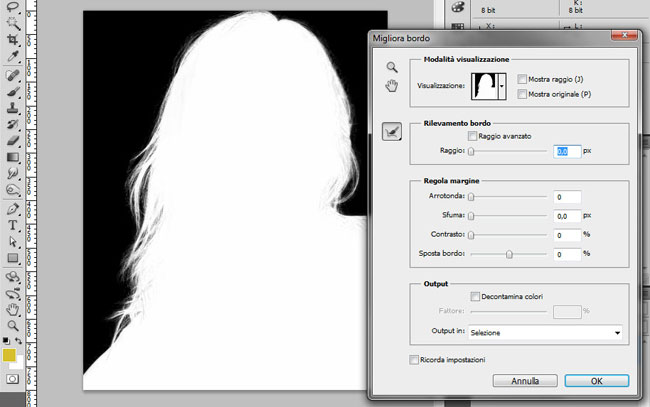 8 bit
K:
8 bit
X:
L:
Migliora bordo
Modalità visualizzazione
Visualizzazione:
Mostra raggio (J)
Mostra originale (P)
Rilevamento bordo
Raggio avanzato
Raggio: 0,0 px
Regola margine
Arrotonda: 0
Sfuma: 0,0 px
Contrasto: 0 %
Sposta bordo: 0 %
Output
Decontamina colori
Fattore: %
Output in: Selezione
Ricorda impostazioni
Annulla OK